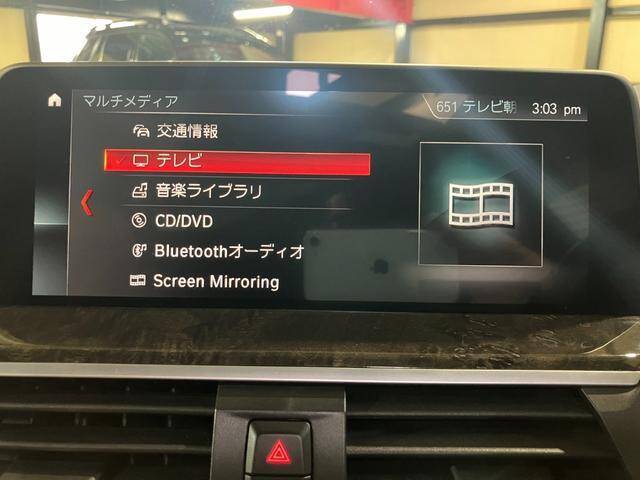 マルチメディア
651 テレビ朝 3:03 pm
交通情報
テレビ
音楽ライブラリ
CD/DVD
Bluetoothオーディオ
Screen Mirroring